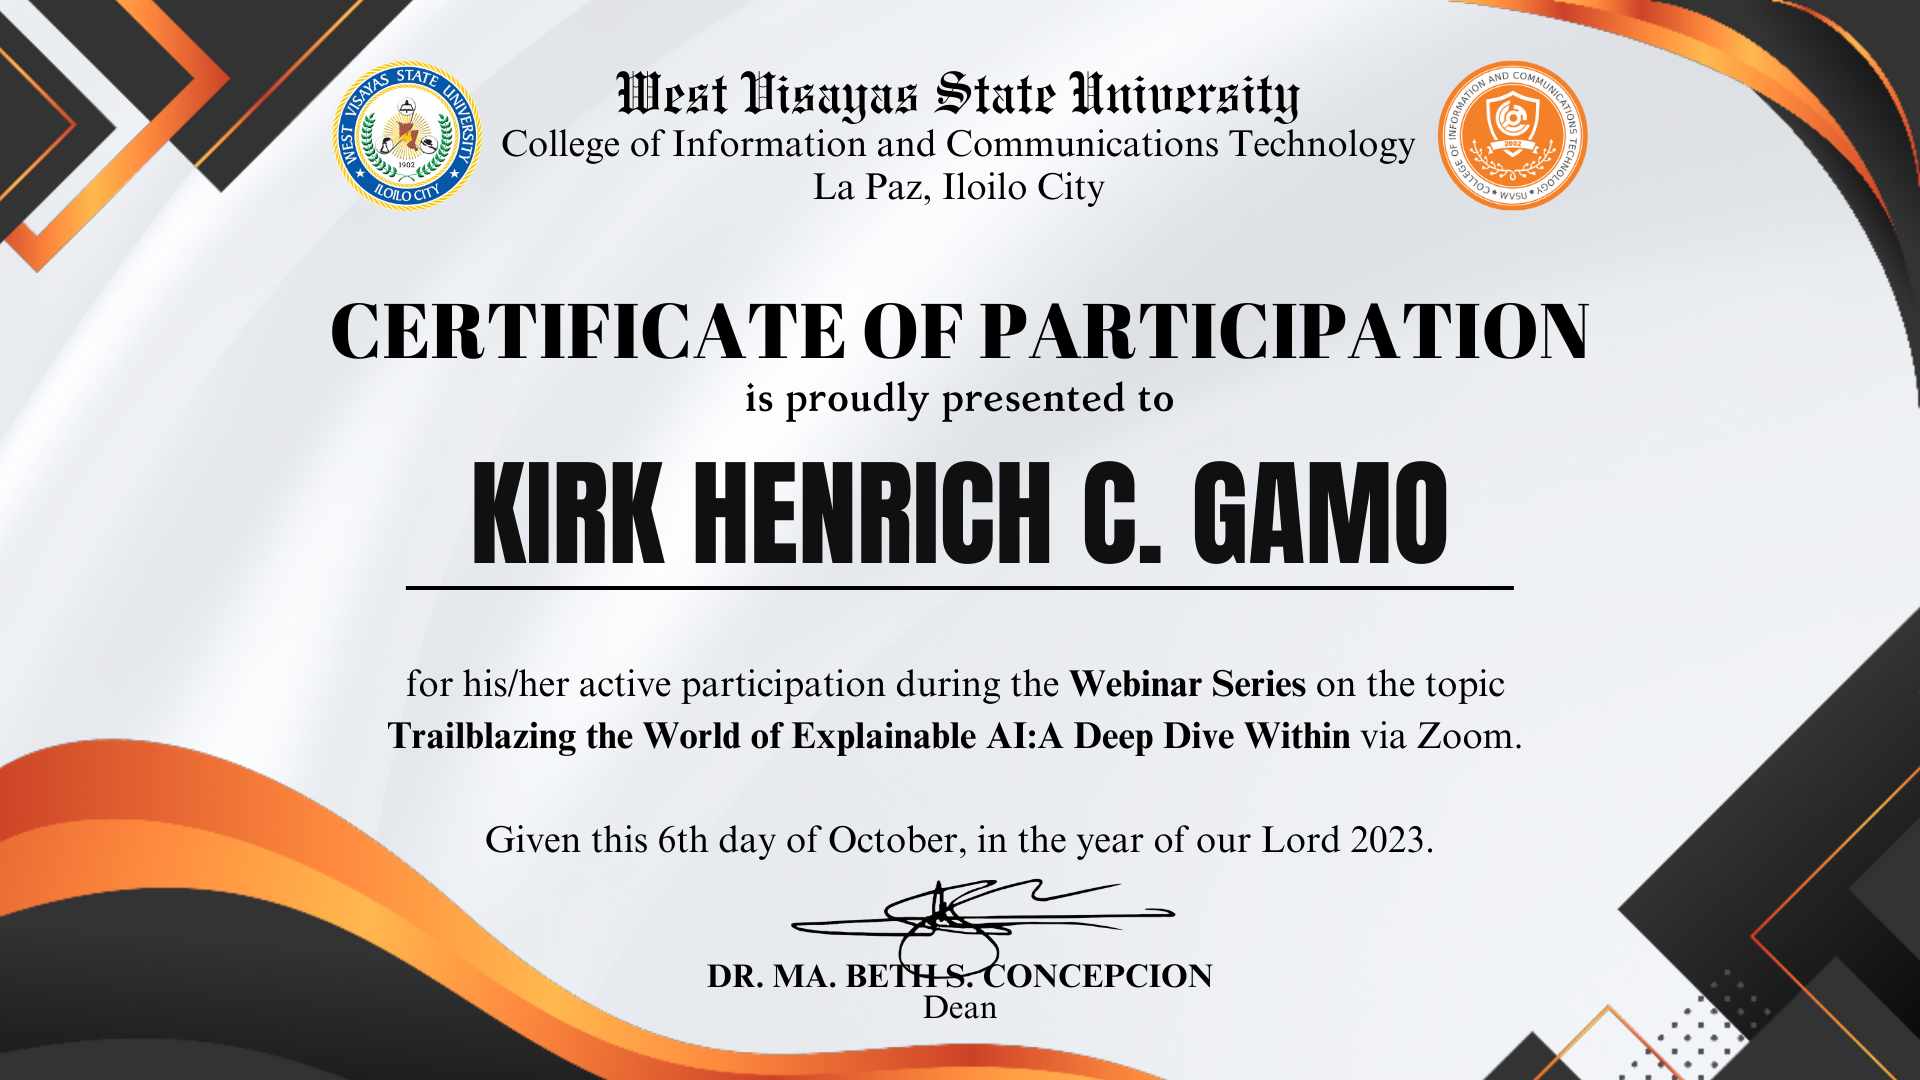 West Visayas State University
College of Information and Communications Technology
La Paz, Iloilo City
WEST VISAYAS STATE UNIVERSITY
1902
★ ILOILO CITY ★
COLLEGE OF INFORMATION AND COMMUNICATIONS TECHNOLOGY
2002
★ WVSU ★
CERTIFICATE OF PARTICIPATION
is proudly presented to
KIRK HENRICH C. GAMO
for his/her active participation during the Webinar Series on the topic
Trailblazing the World of Explainable AI:A Deep Dive Within via Zoom.
Given this 6th day of October, in the year of our Lord 2023.
DR. MA. BETH S. CONCEPCION
Dean